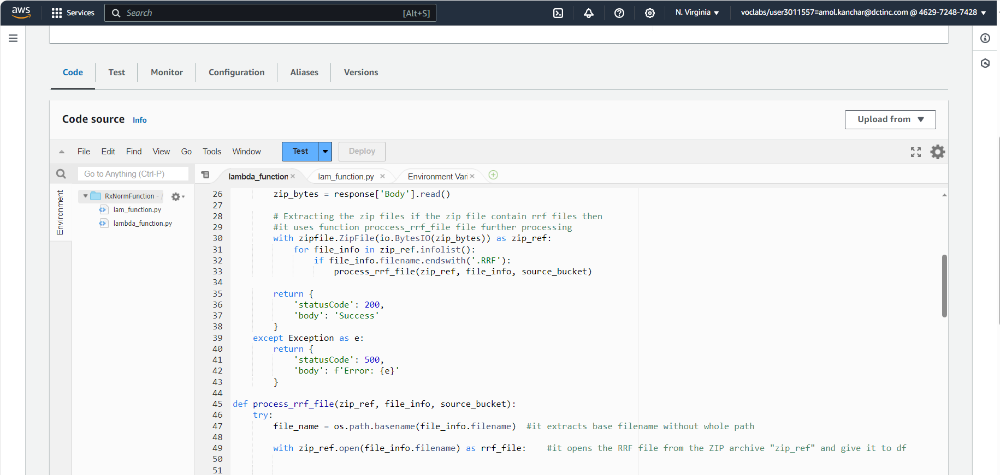 aws Services Search [Alt+S] N. Virginia voclabs/user3011557=amol.kanchar@dctinc.com @ 4629-7248-7428
Code Test Monitor Configuration Aliases Versions
Code source Info Upload from
File Edit Find View Go Tools Window Test Deploy
Go to Anything (Ctrl-P) lambda_function lam_function.py Environment Vari
Environment
RxNormFunction - /
lam_function.py
lambda_function.py
26 zip_bytes = response['Body'].read()
27
28 # Extracting the zip files if the zip file contain rrf files then
29 #it uses function proccess_rrf_file file further processing
30 with zipfile.ZipFile(io.BytesIO(zip_bytes)) as zip_ref:
31 for file_info in zip_ref.infolist():
32 if file_info.filename.endswith('.RRF'):
33 process_rrf_file(zip_ref, file_info, source_bucket)
34
35 return {
36 'statusCode': 200,
37 'body': 'Success'
38 }
39 except Exception as e:
40 return {
41 'statusCode': 500,
42 'body': f'Error: {e}'
43 }
44
45 def process_rrf_file(zip_ref, file_info, source_bucket):
46 try:
47 file_name = os.path.basename(file_info.filename) #it extracts base filename without whole path
48
49 with zip_ref.open(file_info.filename) as rrf_file: #it opens the RRF file from the ZIP archive "zip_ref" and give it to df
50
51